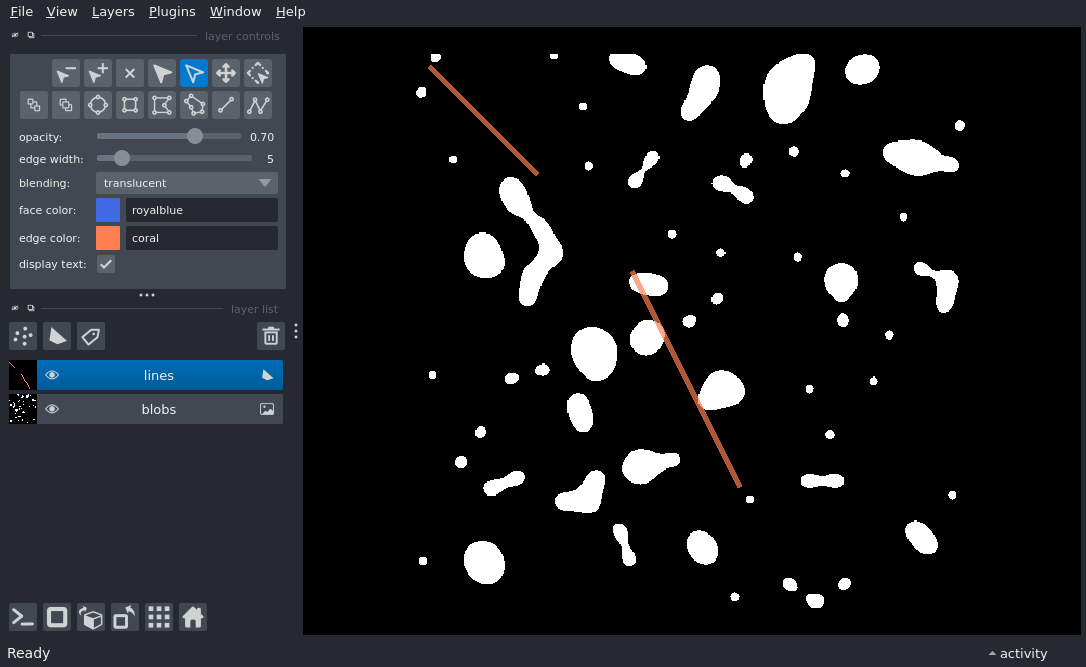 File View Layers Plugins Window Help
layer controls
opacity: 0.70
edge width: 5
blending: translucent
face color: royalblue
edge color: coral
display text:
layer list
lines
blobs
Ready activity